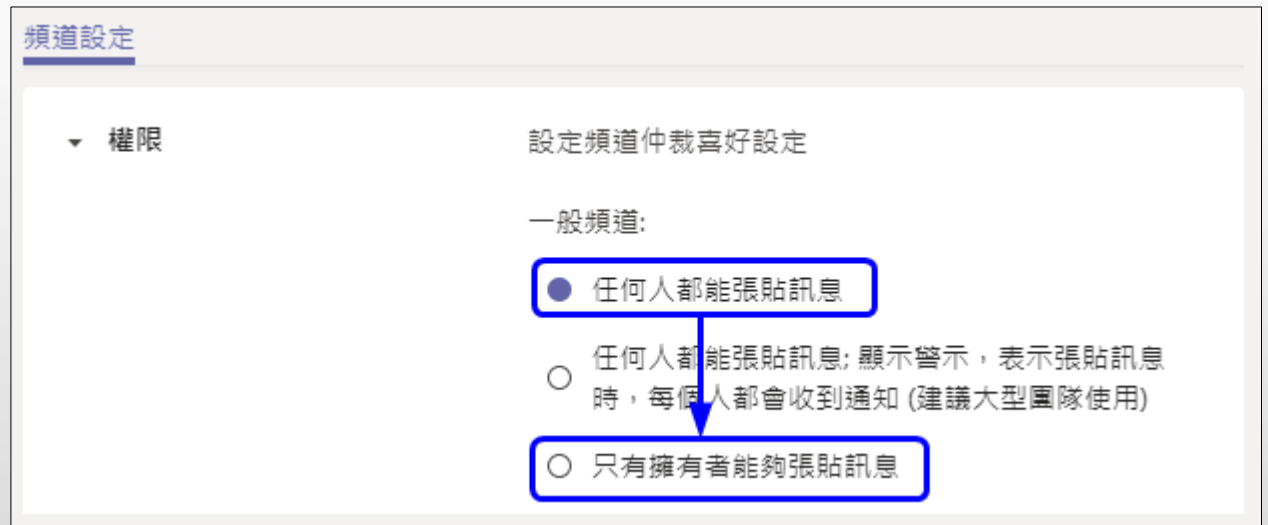 頻道設定
權限
設定頻道仲裁喜好設定
一般頻道:
任何人都能張貼訊息
任何人都能張貼訊息; 顯示警示，表示張貼訊息
時，每個人都會收到通知 (建議大型團隊使用)
只有擁有者能夠張貼訊息